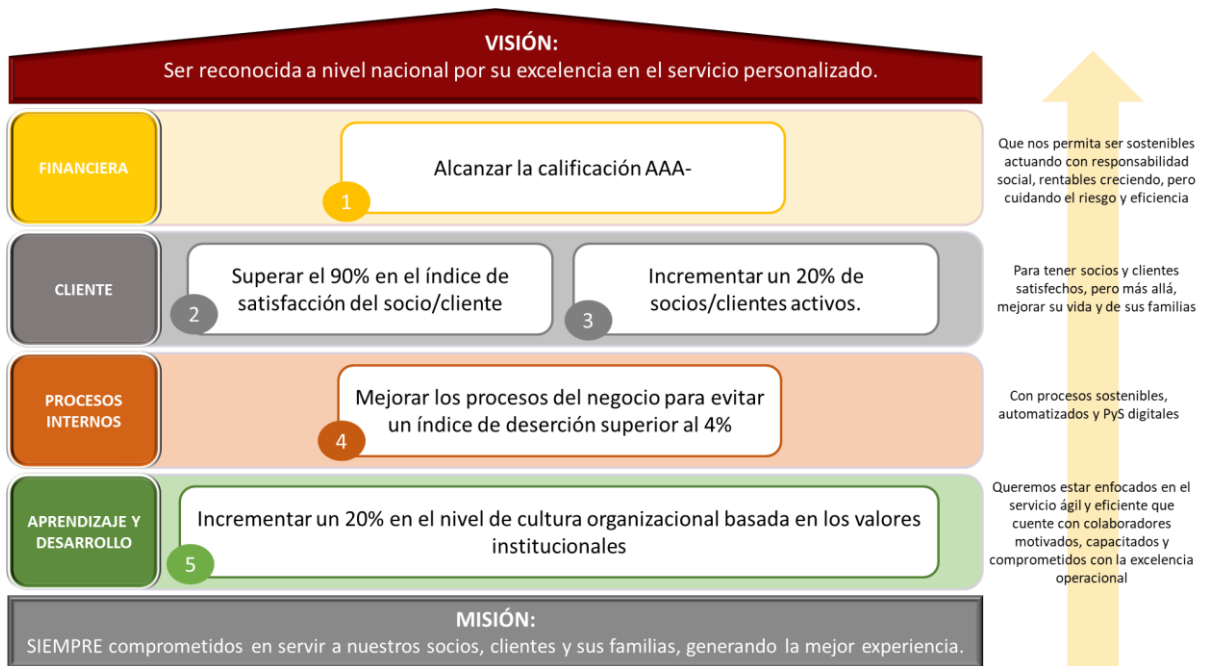 VISIÓN:
Ser reconocida a nivel nacional por su excelencia en el servicio personalizado.
FINANCIERA
Alcanzar la calificación AAA-
1
Que nos permita ser sostenibles
actuando con responsabilidad
social, rentables creciendo, pero
cuidando el riesgo y eficiencia
CLIENTE
Superar el 90% en el índice de
satisfacción del socio/cliente
2
Incrementar un 20% de
socios/clientes activos.
3
Para tener socios y clientes
satisfechos, pero más allá,
mejorar su vida y de sus familias
PROCESOS
INTERNOS
Mejorar los procesos del negocio para evitar
un índice de deserción superior al 4%
4
Con procesos sostenibles,
automatizados y PyS digitales
APRENDIZAJE Y
DESARROLLO
Incrementar un 20% en el nivel de cultura organizacional basada en los valores
institucionales
5
Queremos estar enfocados en el
servicio ágil y eficiente que
cuente con colaboradores
motivados, capacitados y
comprometidos con la excelencia
operacional
MISIÓN:
SIEMPRE comprometidos en servir a nuestros socios, clientes y sus familias, generando la mejor experiencia.